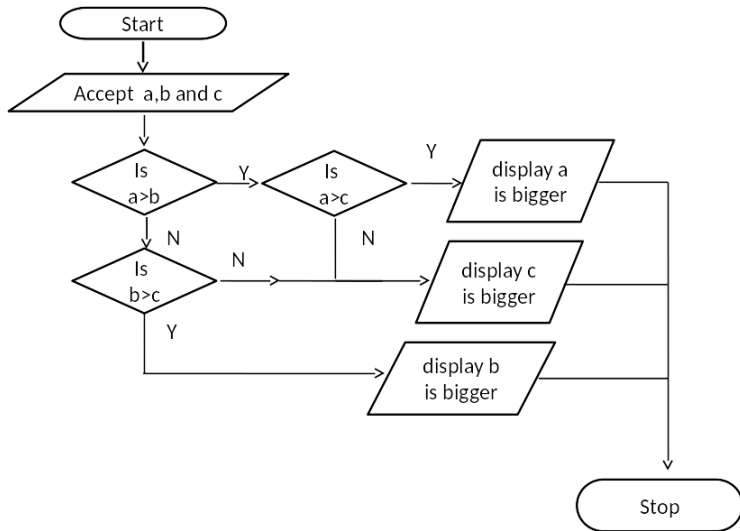 Start
Accept a,b and c
Is
a>b
Y
Is
a>c
Y
display a
is bigger
N
N
Is
b>c
N
display c
is bigger
Y
display b
is bigger
Stop